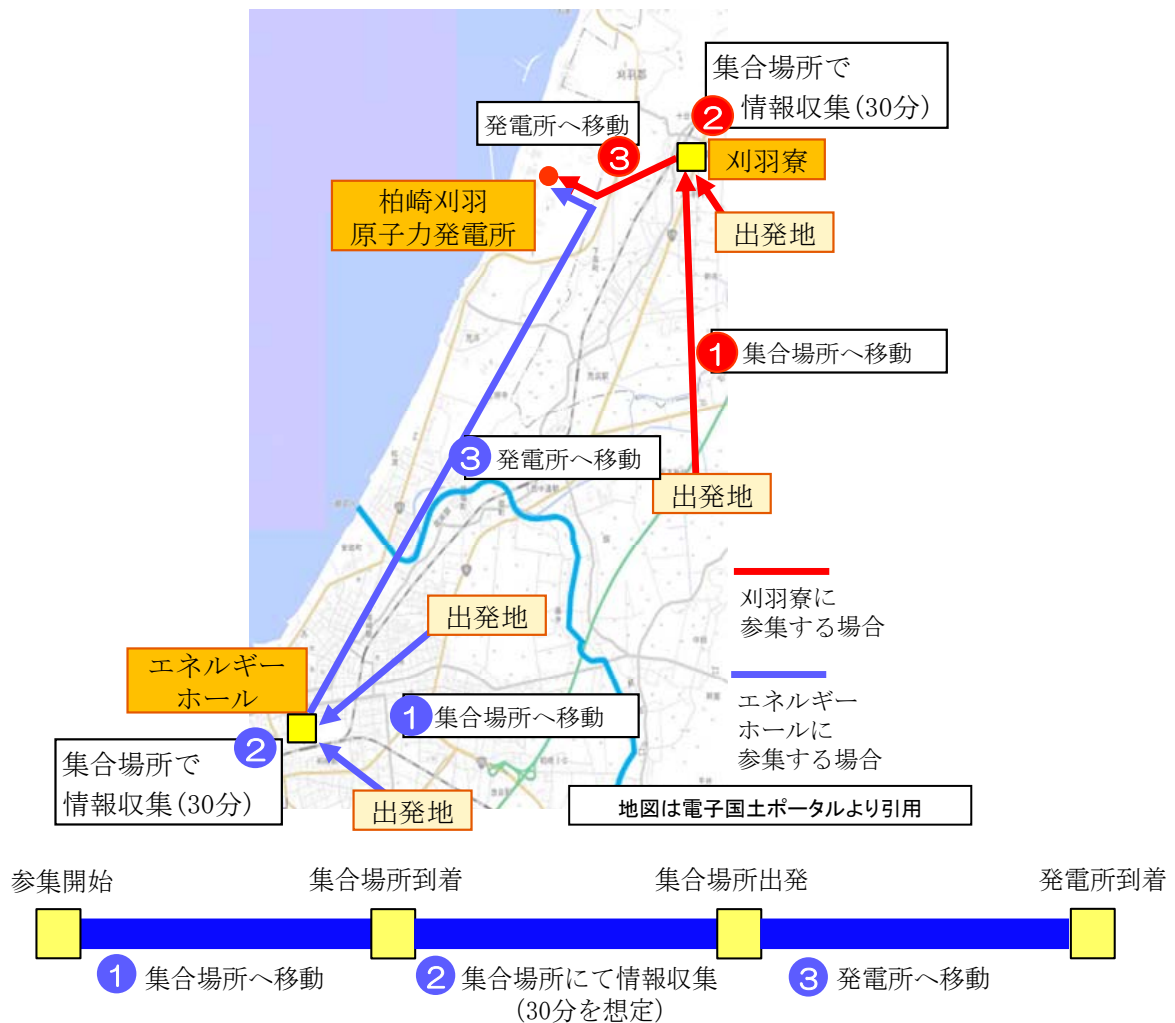 集合場所で
情報収集(30分)
②
発電所へ移動
③
刈羽寮
柏崎刈羽
原子力発電所
出発地
①
集合場所へ移動
③
発電所へ移動
出発地
刈羽寮に
参集する場合
出発地
エネルギー
ホール
①
集合場所へ移動
エネルギー
ホールに
参集する場合
②
集合場所で
情報収集(30分)
出発地
地図は電子国土ポータルより引用
参集開始
集合場所到着
集合場所出発
発電所到着
① 集合場所へ移動
② 集合場所にて情報収集
(30分を想定)
③ 発電所へ移動